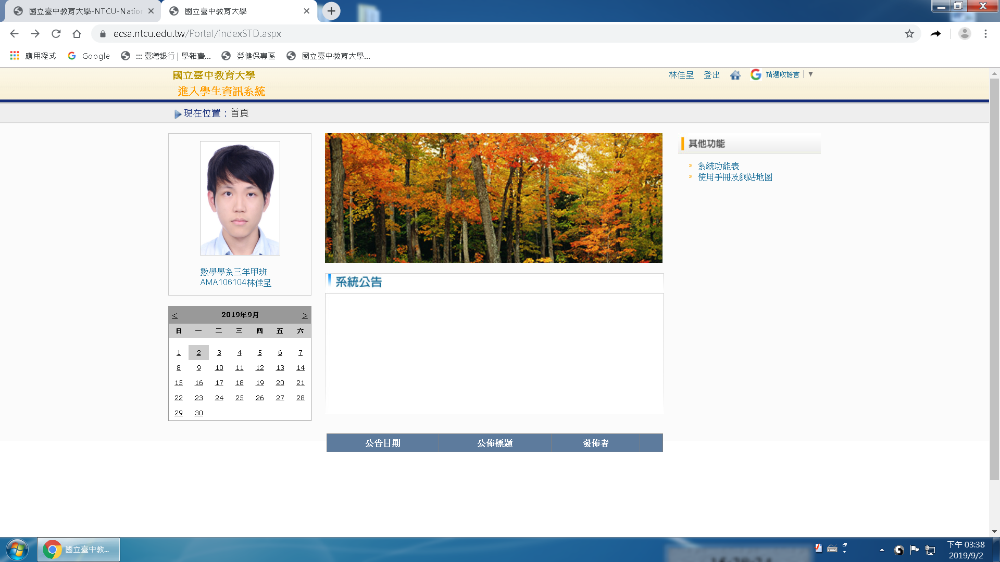 國立臺中教育大學-NTCU-Natio
國立臺中教育大學
ecsa.ntcu.edu.tw/Portal/indexSTD.aspx
應用程式
Google
::: 臺灣銀行 | 學雜費...
勞健保專區
國立臺中教育大學...
國立臺中教育大學
進入學生資訊系統
林佳呈
登出
請選取語言
▼
現在位置：首頁
其他功能
系統功能表
使用手冊及網站地圖
數學學系三年甲班
AMA106104林佳呈
系統公告
< 2019年9月 >
日 一 二 三 四 五 六
1 2 3 4 5 6 7
8 9 10 11 12 13 14
15 16 17 18 19 20 21
22 23 24 25 26 27 28
29 30
公告日期 公佈標題 發佈者
國立臺中教...
下午 03:38
2019/9/2